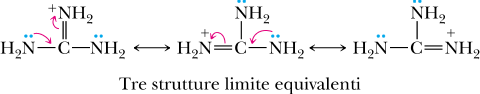 +NH₂ NH₂ NH₂
H₂N C NH₂ ↔ H₂N=C NH₂ ↔ H₂N C=NH₂
+ +
Tre strutture limite equivalenti